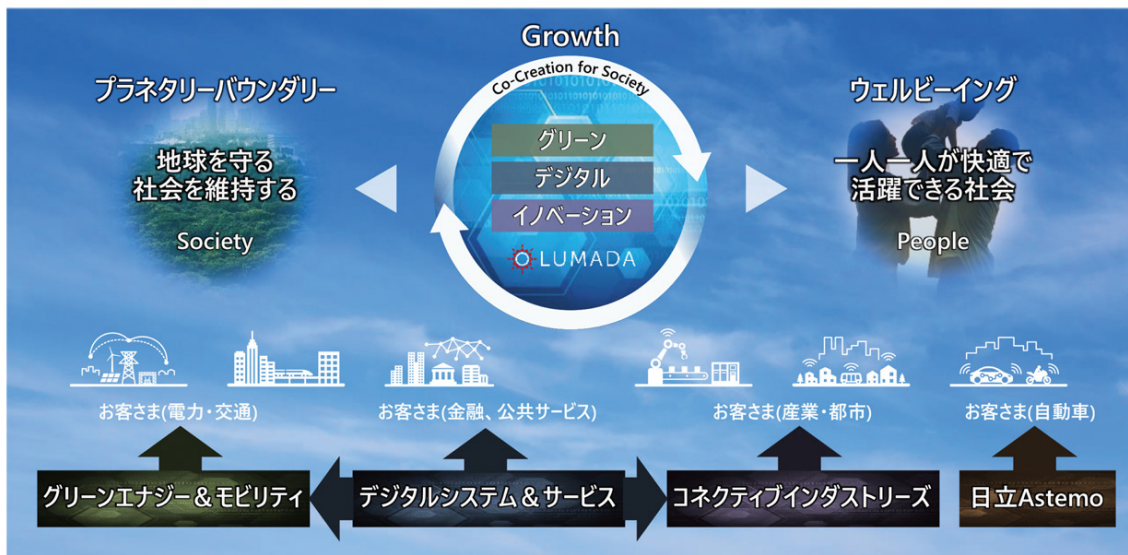 Growth
Co-Creation for Society
プラネタリーバウンダリー
地球を守る
社会を維持する
Society
グリーン
デジタル
イノベーション
LUMADA
ウェルビーイング
一人一人が快適で
活躍できる社会
People
お客さま(電力・交通)
お客さま(金融、公共サービス)
お客さま(産業・都市)
お客さま(自動車)
グリーンエナジー&モビリティ
デジタルシステム&サービス
コネクティブインダストリーズ
日立Astemo